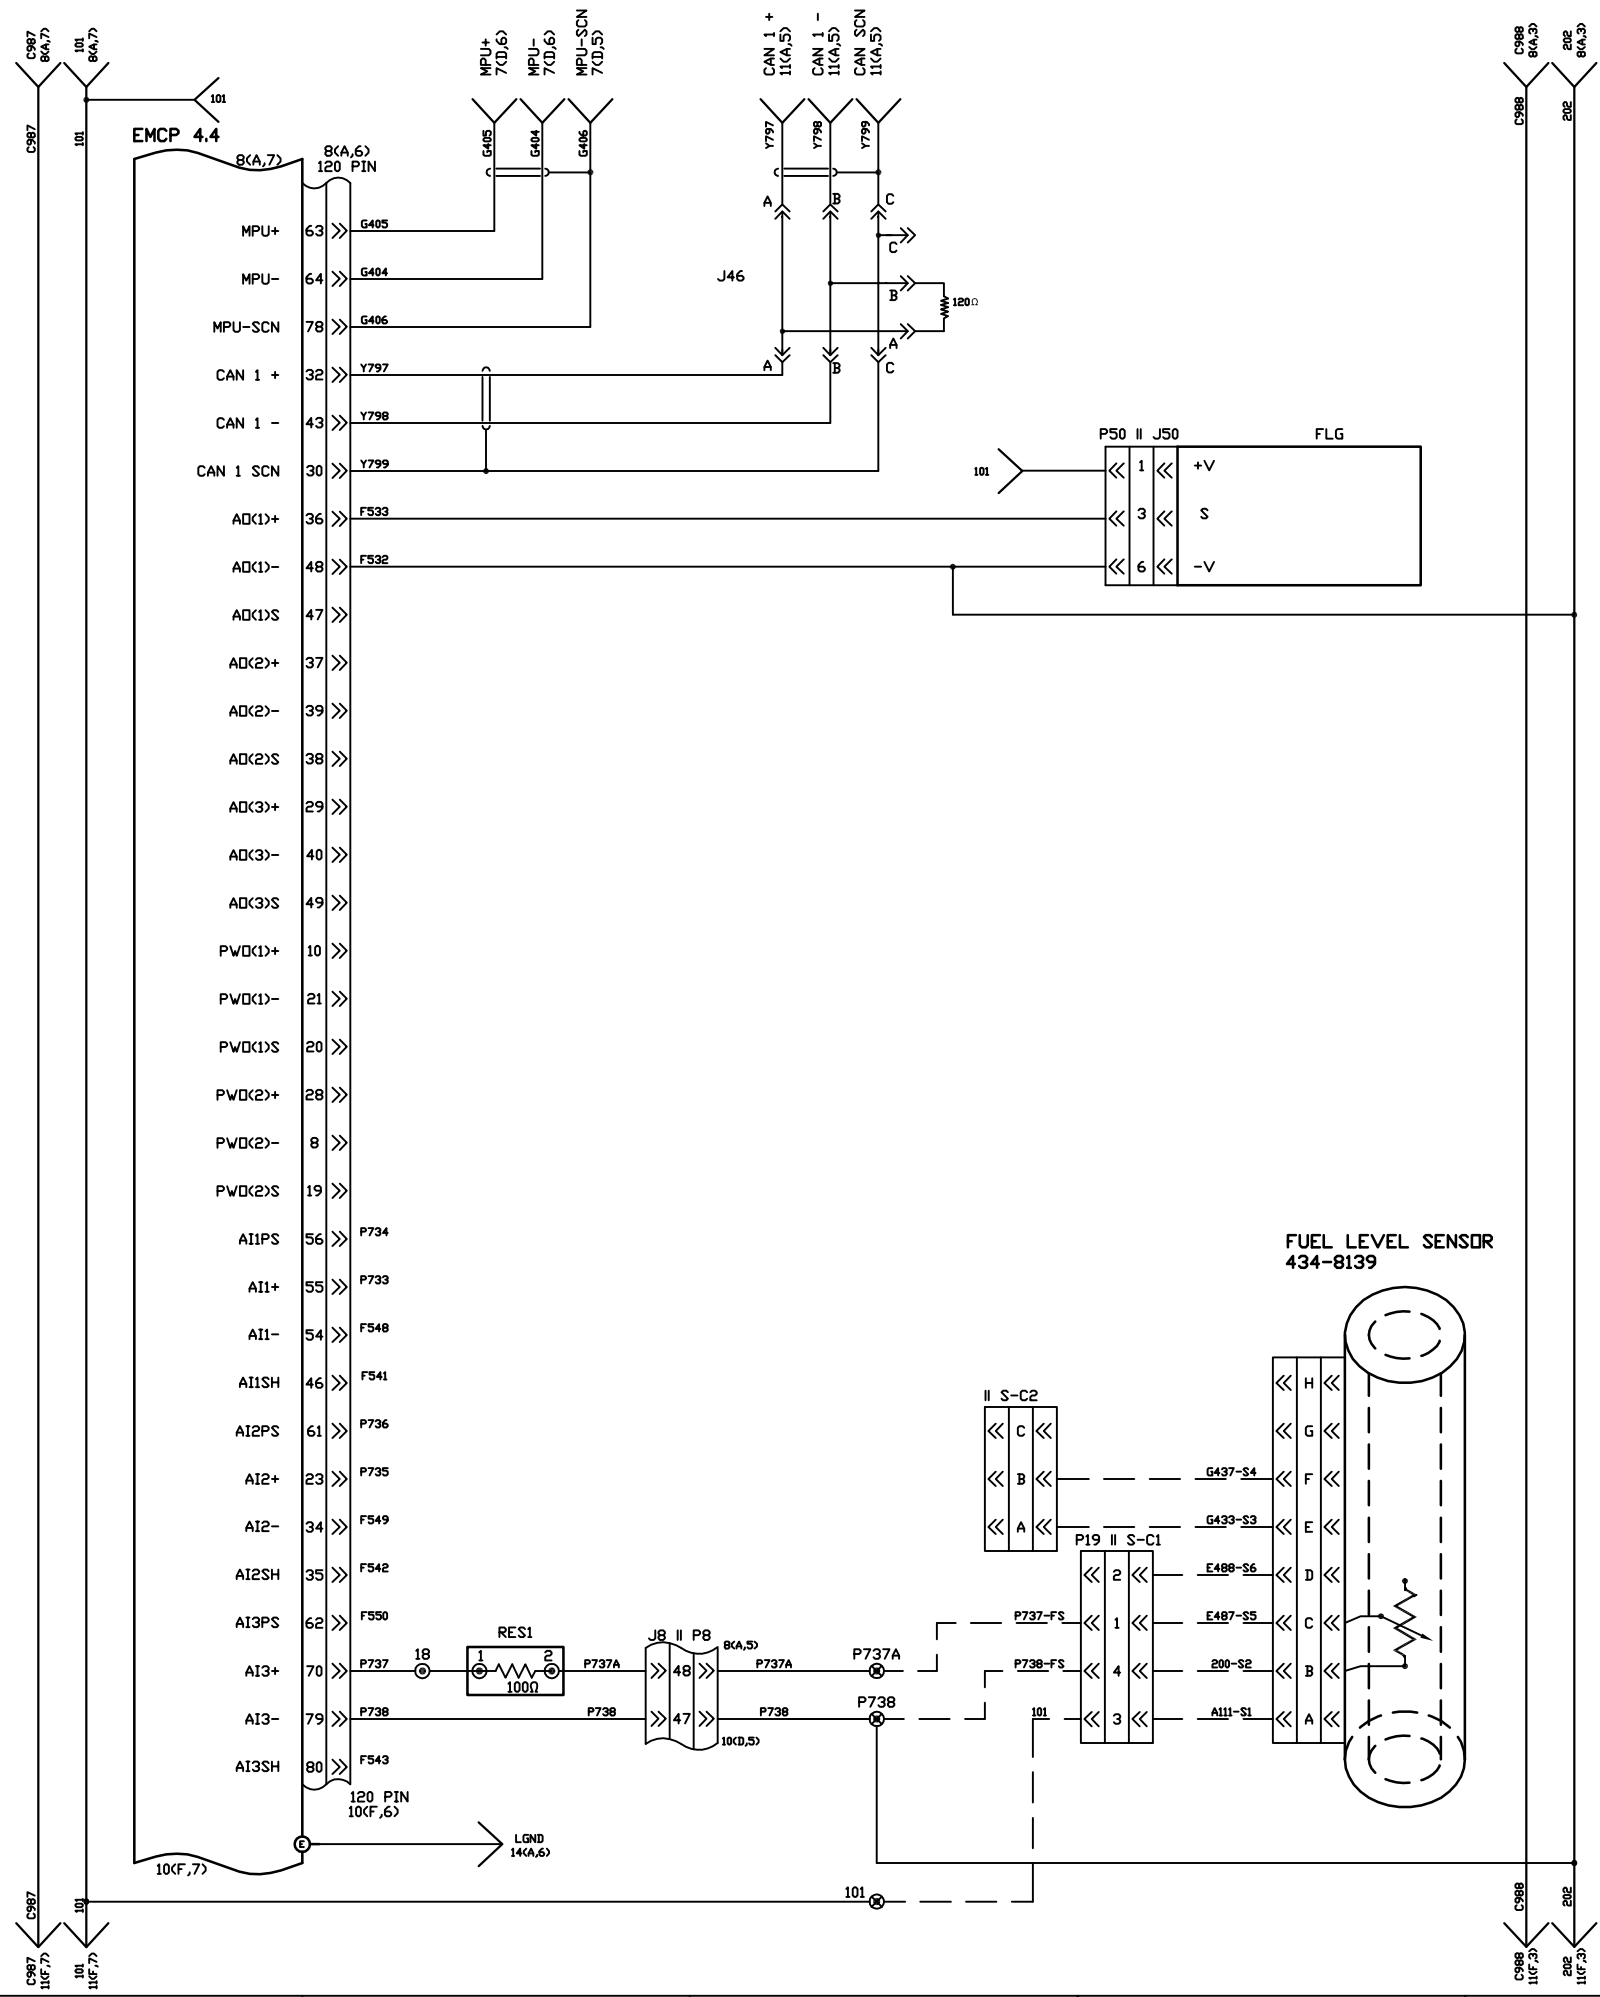 C987
8(A,7)
101
8(A,7)
MPU+
7(D,6)
MPU-
7(D,6)
MPU-SCN
7(D,5)
CAN 1 +
11(A,5)
CAN 1 -
11(A,5)
CAN SCN
11(A,5)
C988
8(A,3)
202
8(A,3)
C987
101
101
G405
G404
G406
Y797
Y798
Y799
C988
202
EMCP 4.4
8(A,7)
8(A,6)
120 PIN
A
B
C
C
J46
B
120Ω
A
A
B
C
MPU+ 63 G405
MPU- 64 G404
MPU-SCN 78 G406
CAN 1 + 32 Y797
CAN 1 - 43 Y798
CAN 1 SCN 30 Y799
AO(1)+ 36 F533
AO(1)- 48 F532
AO(1)S 47
AO(2)+ 37
AO(2)- 39
AO(2)S 38
AO(3)+ 29
AO(3)- 40
AO(3)S 49
PWO(1)+ 10
PWO(1)- 21
PWO(1)S 20
PWO(2)+ 28
PWO(2)- 8
PWO(2)S 19
AI1PS 56 P734
AI1+ 55 P733
AI1- 54 F548
AI1SH 46 F541
AI2PS 61 P736
AI2+ 23 P735
AI2- 34 F549
AI2SH 35 F542
AI3PS 62 F550
AI3+ 70 P737
AI3- 79 P738
AI3SH 80 F543
P50 || J50
FLG
101
1 +V
3 S
6 -V
FUEL LEVEL SENSOR
434-8139
|| S-C2
C
B
A
H
G
G437-S4 F
G433-S3 E
P19 || S-C1
2 E488-S6 D
P737-FS 1 E487-S5 C
P738-FS 4 200-S2 B
101 3 A111-S1 A
18
RES1
1 2
100Ω
P737A
J8 || P8
8(A,5)
48
P737A
P737A
P738
47
P738
P738
10(D,5)
120 PIN
10(F,6)
E
LGND
14(A,6)
10(F,7)
101
C987
101
C988
202
C987
11(F,7)
101
11(F,7)
C988
11(F,3)
202
11(F,3)